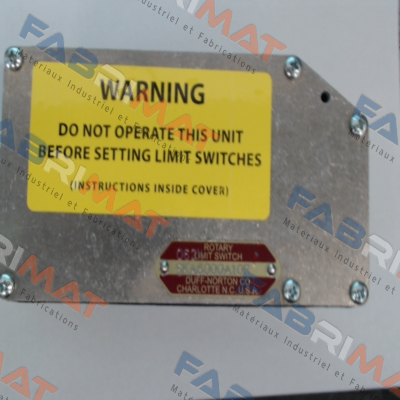 WARNING
DO NOT OPERATE THIS UNIT
BEFORE SETTING LIMIT SWITCHES
(INSTRUCTIONS INSIDE COVER)
ROTARY
LIMIT SWITCH
DUFF-NORTON CO
CHARLOTTE N.C. U.S.A.
FABRIMAT
Matériaux Industriel et Fabrications